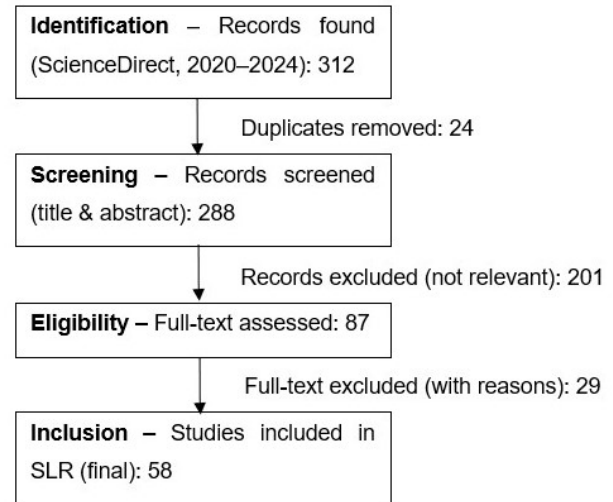 Identification – Records found
(ScienceDirect, 2020–2024): 312
Duplicates removed: 24
Screening – Records screened
(title & abstract): 288
Records excluded (not relevant): 201
Eligibility – Full-text assessed: 87
Full-text excluded (with reasons): 29
Inclusion – Studies included in
SLR (final): 58